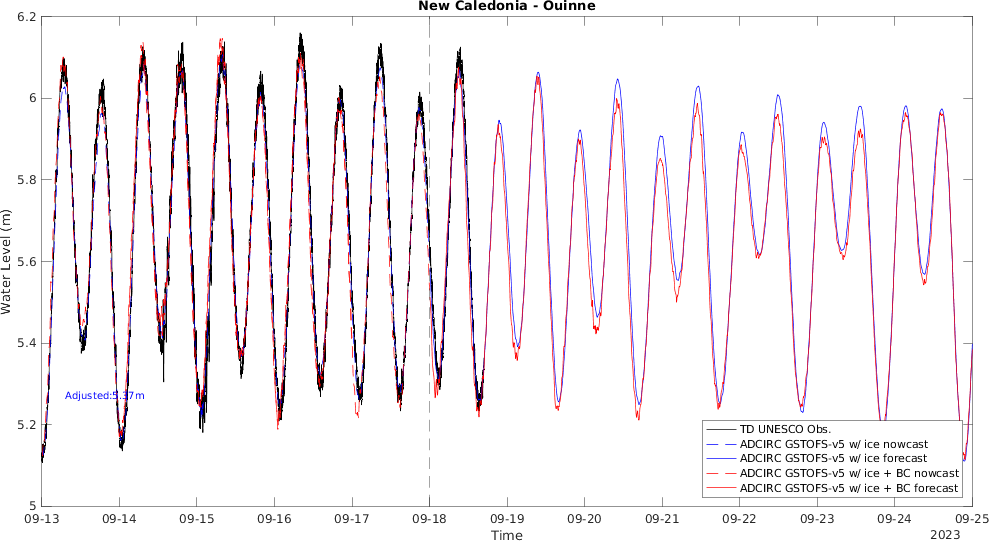 New Caledonia - Ouinne
6.2
6
5.8
5.6
5.4
5.2
5
Water Level (m)
Adjusted:5.37m
TD UNESCO Obs.
ADCIRC GSTOFS-v5 w/ ice nowcast
ADCIRC GSTOFS-v5 w/ ice forecast
ADCIRC GSTOFS-v5 w/ ice + BC nowcast
ADCIRC GSTOFS-v5 w/ ice + BC forecast
09-13 09-14 09-15 09-16 09-17 09-18 09-19 09-20 09-21 09-22 09-23 09-24 09-25
Time
2023